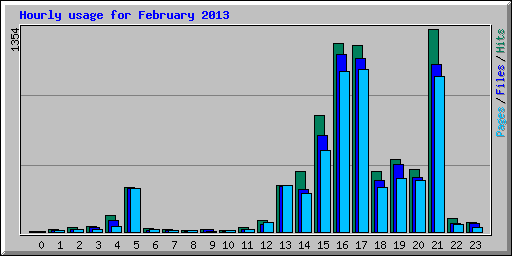 Hourly usage for February 2013
1354
Pages/Files/Hits
0 1 2 3 4 5 6 7 8 9 10 11 12 13 14 15 16 17 18 19 20 21 22 23